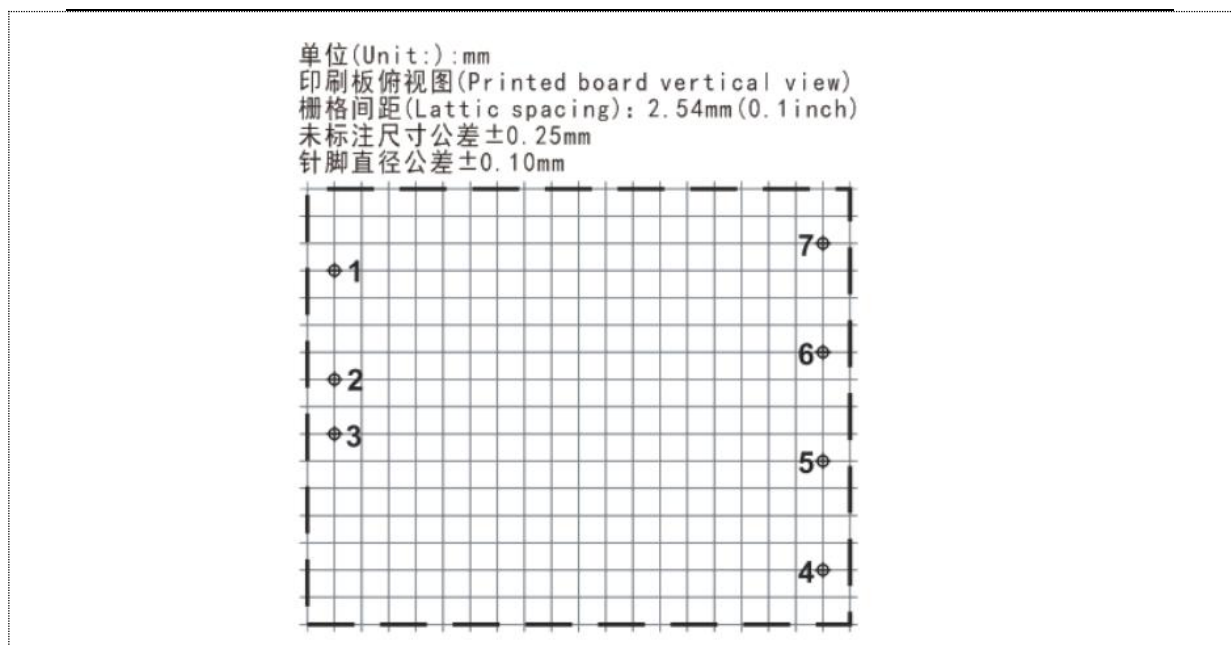 单位(Unit:):mm
印刷板俯视图(Printed board vertical view)
栅格间距(Lattic spacing): 2.54mm(0.1inch)
未标注尺寸公差±0.25mm
针脚直径公差±0.10mm
7
1
6
2
3
5
4